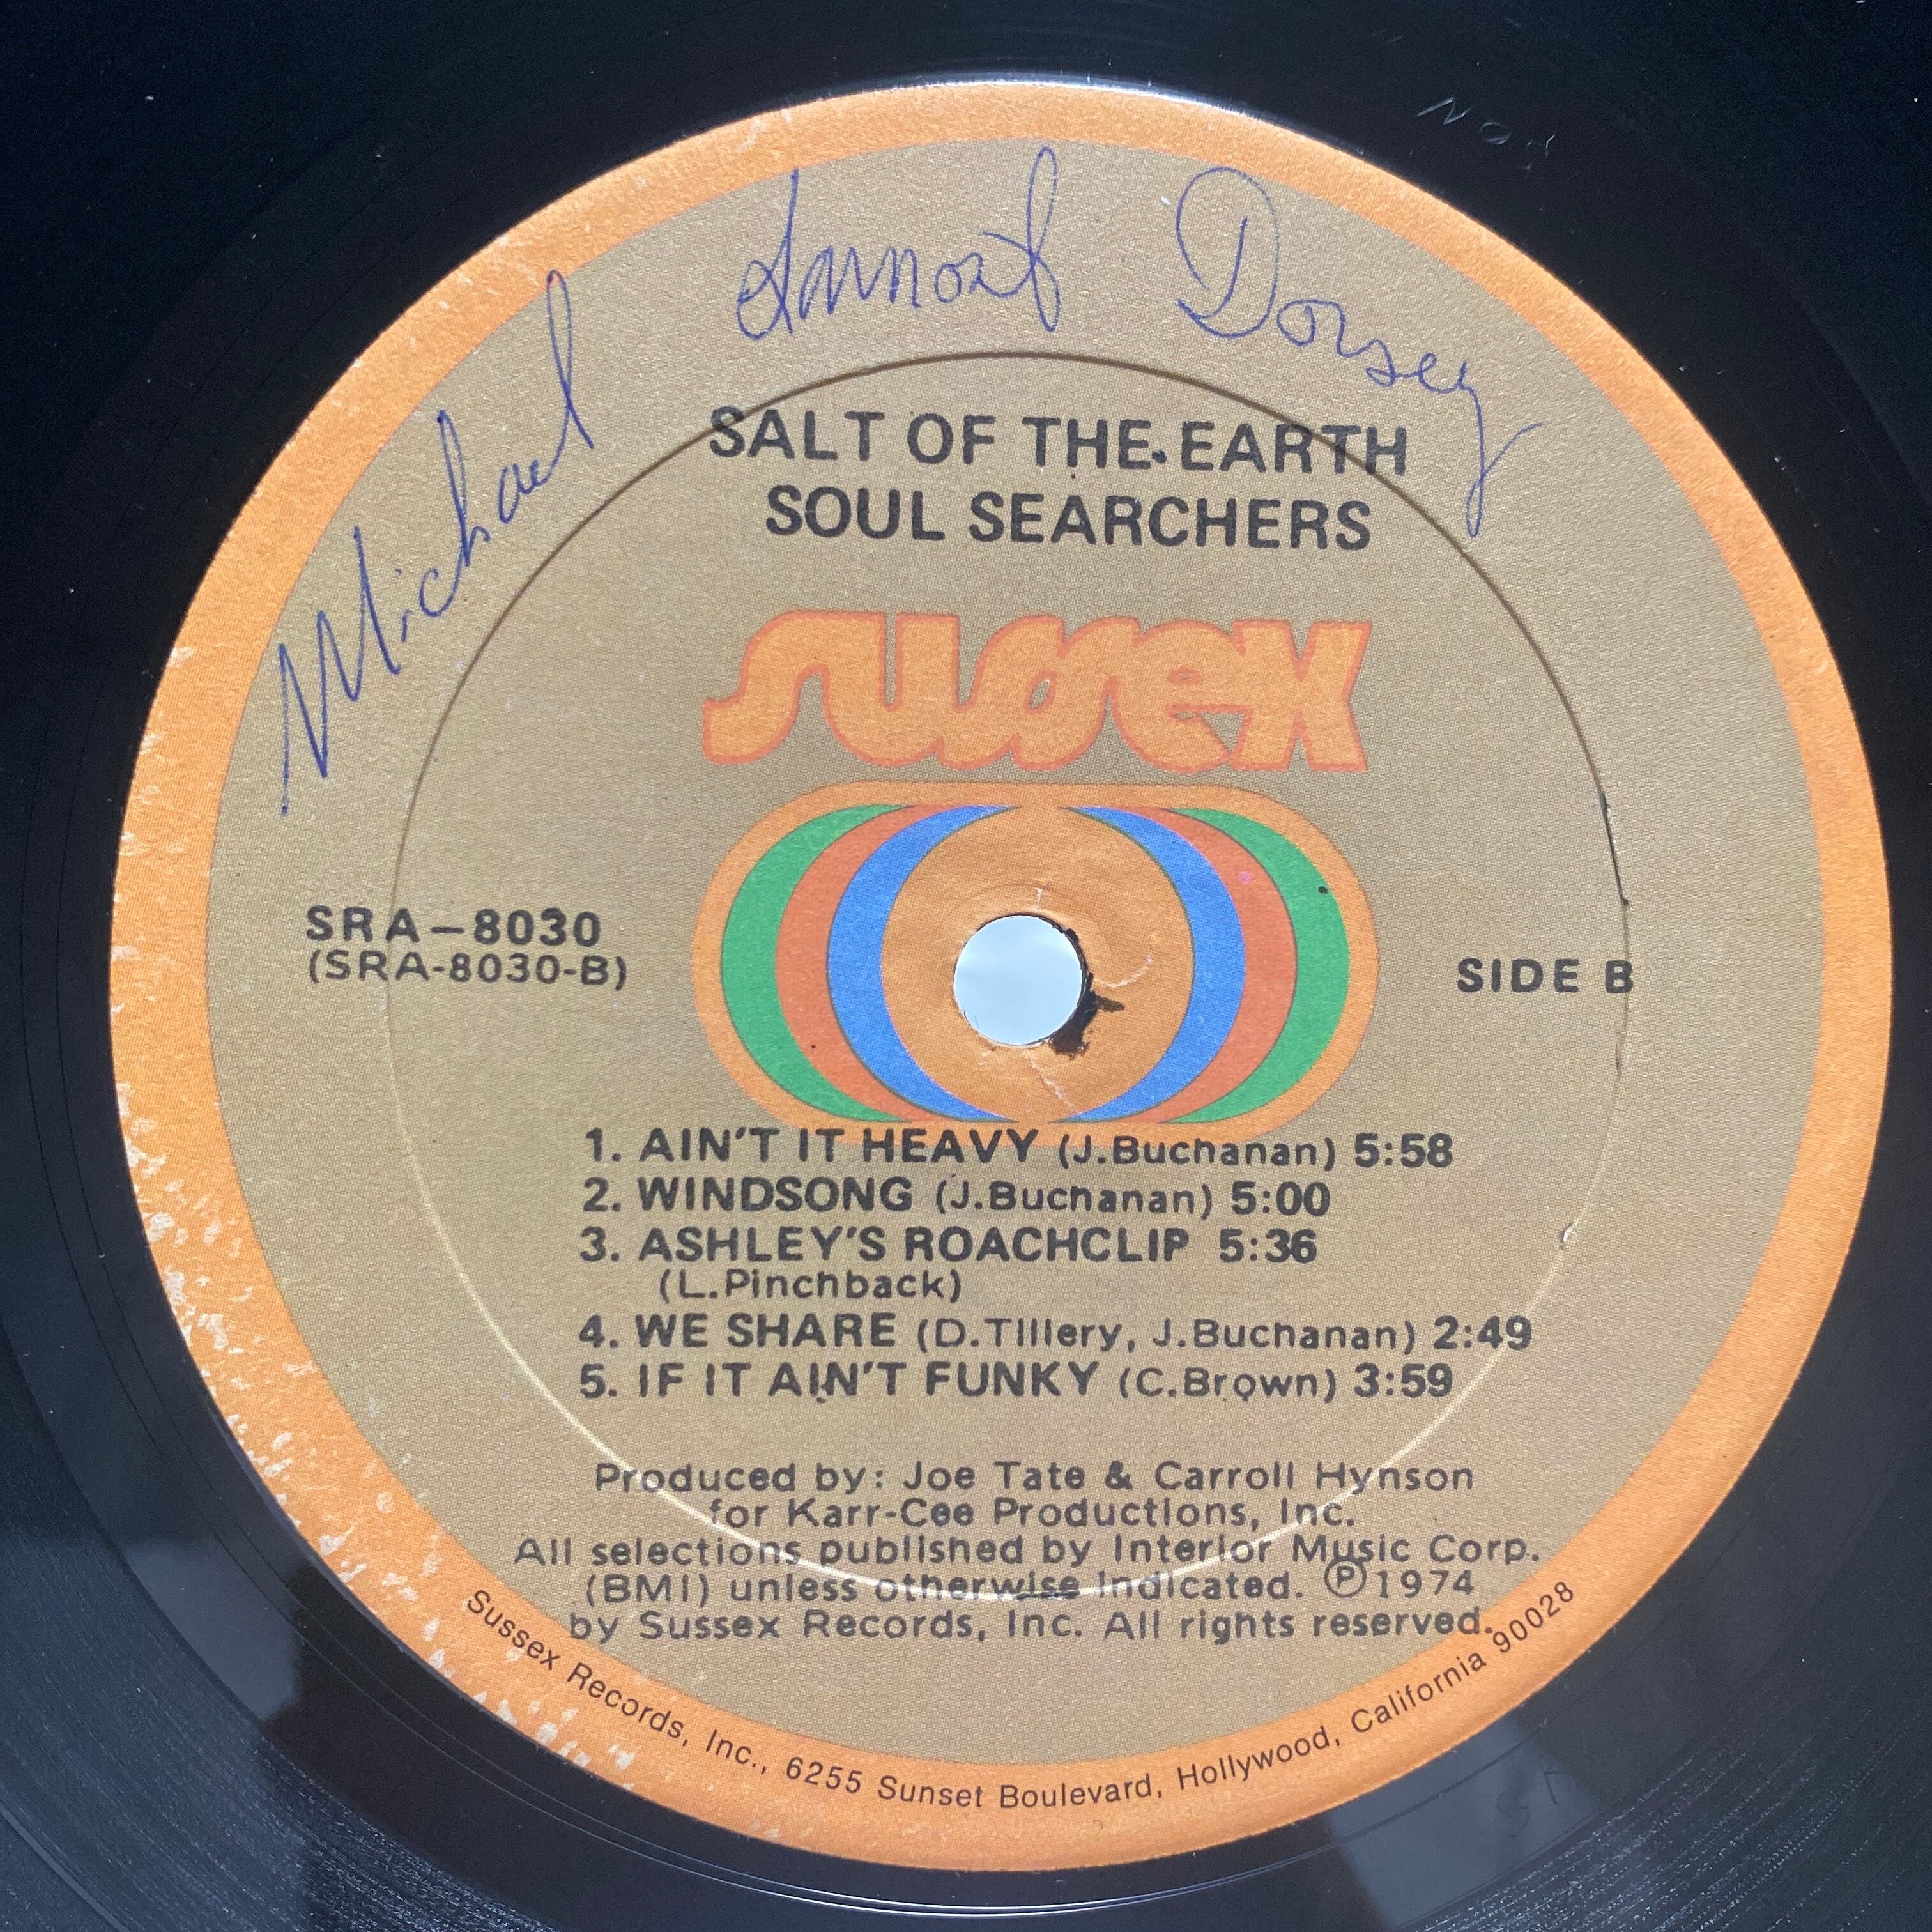 Michael Dorsey
SALT OF THE EARTH
SOUL SEARCHERS
sussex
SRA-8030
(SRA-8030-B)
SIDE B
1. AIN'T IT HEAVY (J.Buchanan) 5:58
2. WINDSONG (J.Buchanan) 5:00
3. ASHLEY'S ROACHCLIP 5:36
(L.Pinchback)
4. WE SHARE (D.TIllery, J.Buchanan) 2:49
5. IF IT AIN'T FUNKY (C.Brown) 3:59
Produced by: Joe Tate & Carroll Hynson
for Karr-Cee Productions, Inc.
All selections published by Interior Music Corp.
(BMI) unless otherwise indicated. Ⓟ1974
by Sussex Records, Inc. All rights reserved.
Sussex Records, Inc., 6255 Sunset Boulevard, Hollywood, California 90028